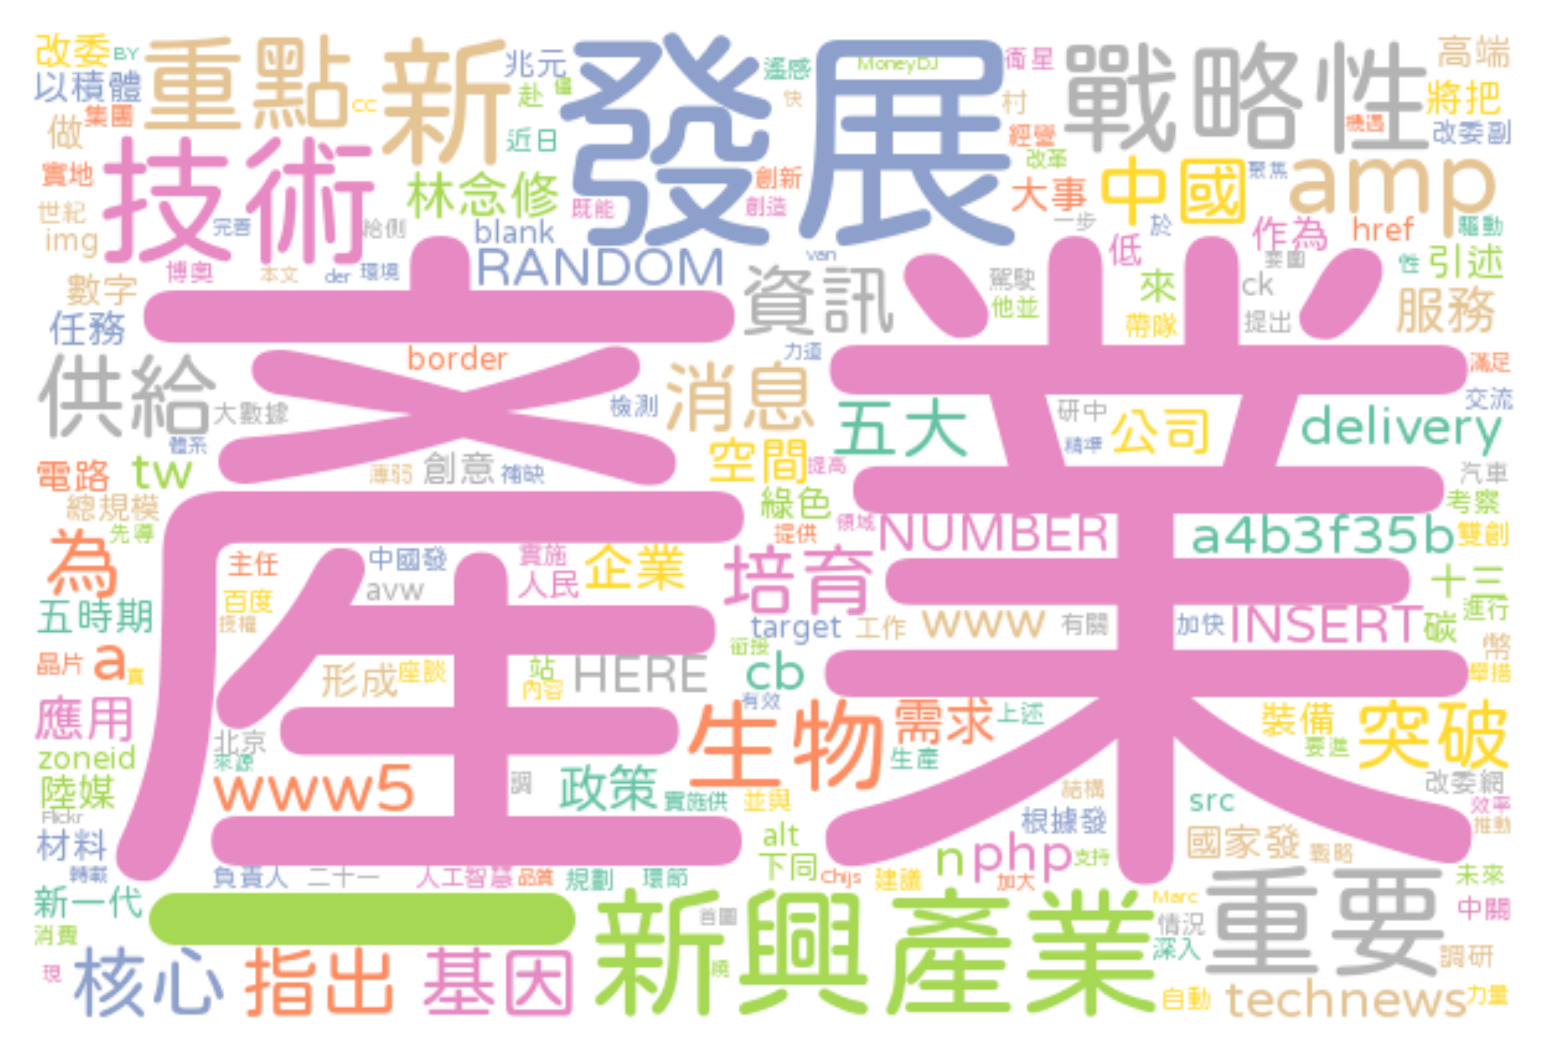 改委
BY
重點
新
兆元
發展
遙感
MoneyDJ
衛星
戰略性
高端
以積體
集團
cc
赴
快
村
將把
做
近日
經營
機遇
改委副
技術
實地
林念修
創新
既能
創造
改革
大事
中國
聚焦
amp
世紀
img
完善
給側
blank
一步
於
作為
href
驅動
博奧
本文
der
環境
RANDOM
van
低
ck
性
引述
數字
資訊
駕駛
他並
來
帶隊
提出
服務
任務
產業
border
力道
滿足
供給
大數據
檢測
消息
五大
研中
公司
交流
delivery
體系
精準
電路
tw
薄弱
創意
補缺
空間
提高
汽車
總規模
綠色
考察
先導
提供
領域
NUMBER
a4b3f35b
雙創
為
主任
中國發
實施
人民
企業
培育
十三
avw
百度
授權
五時期
target
工作
www
有關
加快
INSERT
碳
進行
幣
晶片
a
真
形成
座談
站
內容
HERE
銜接
cb
舉措
應用
有效
生物
需求
上述
裝備
要進
突破
zoneid
北京
來源
生產
陸媒
www5
調
政策
實施供
並與
結構
src
改委網
效率
推動
Flickr
材料
alt
根據發
國家發
戰略
下同
n
php
支持
轉載
負責人
二十一
人工智慧
品質
規劃
環節
Chijs
建議
加大
未來
新一代
一
新興產業
首圖
Marc
情況
重要
中關
消費
深入
調研
現
核心
指出
基因
自動
technews
力量